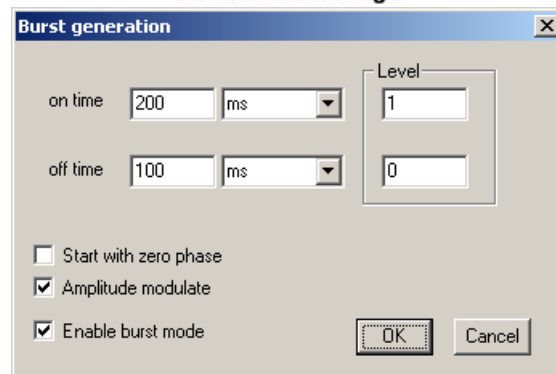 Burst generation
Level
on time 200 ms 1
off time 100 ms 0
Start with zero phase
Amplitude modulate
Enable burst mode OK Cancel